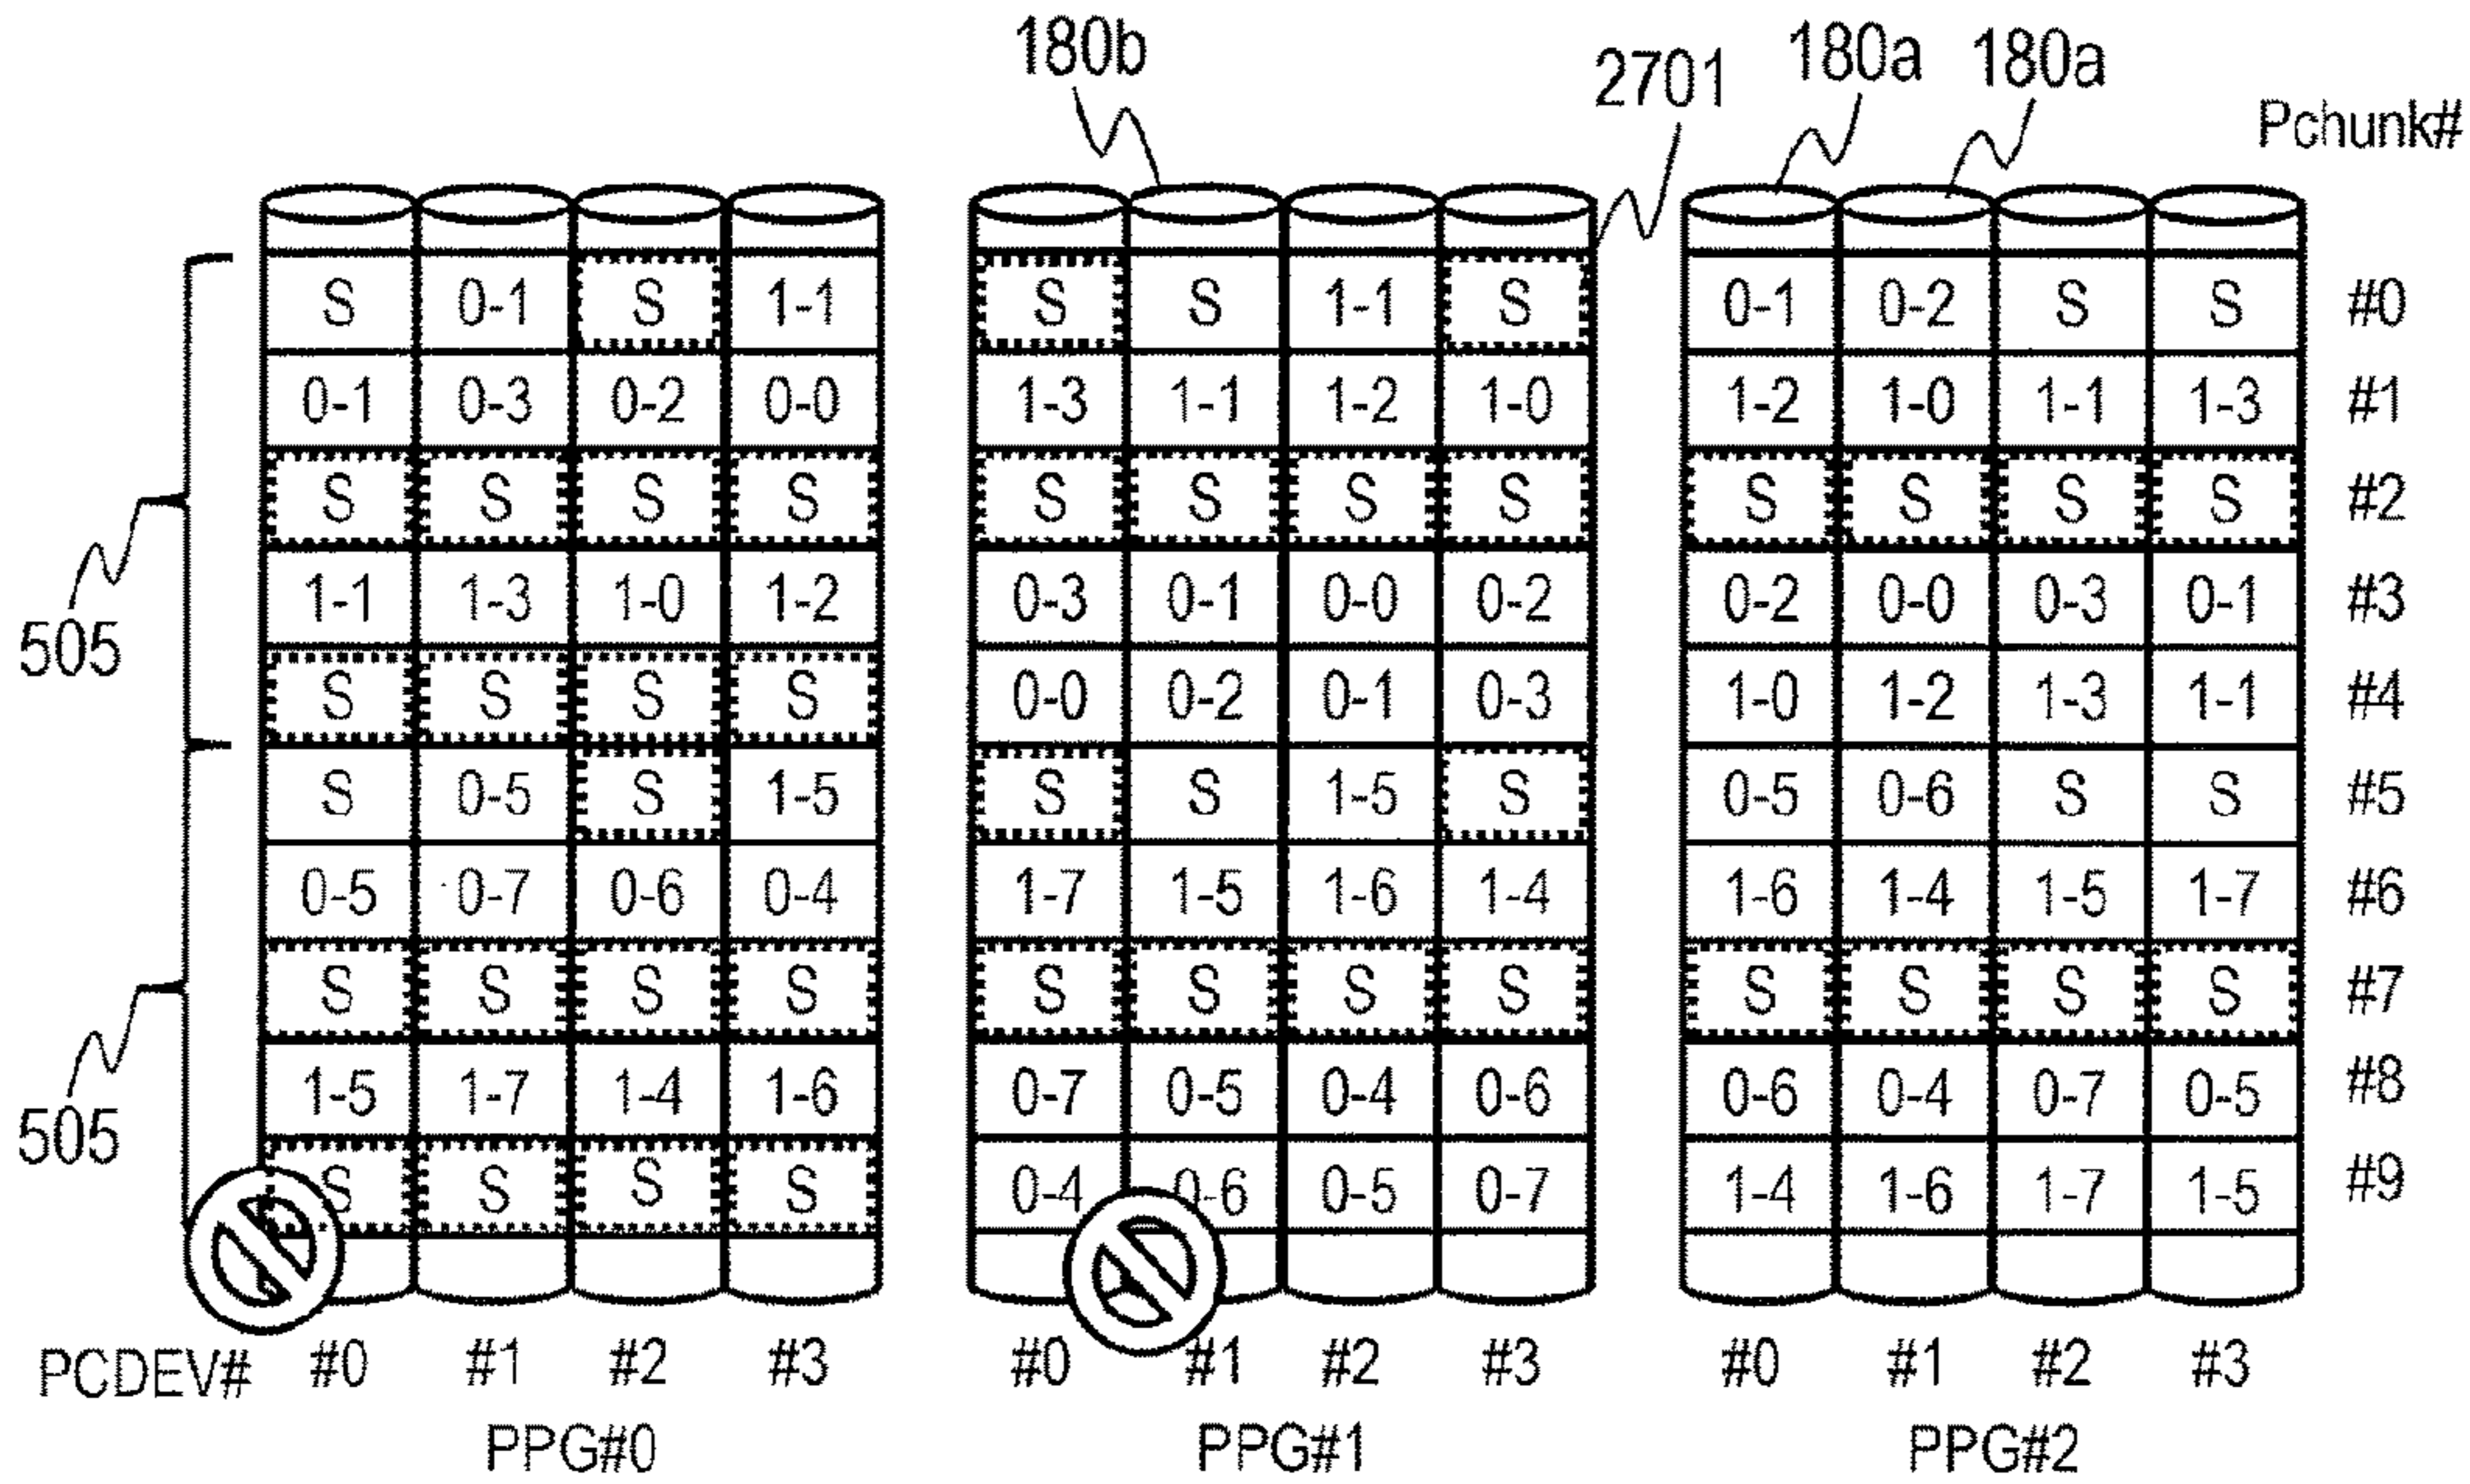 180b 2701 180a 180a
Pchunk#
S 0-1 S 1-1 S S 1-1 S 0-1 0-2 S S #0
0-1 0-3 0-2 0-0 1-3 1-1 1-2 1-0 1-2 1-0 1-1 1-3 #1
S S S S S S S S S S S S #2
1-1 1-3 1-0 1-2 0-3 0-1 0-0 0-2 0-2 0-0 0-3 0-1 #3
505
S S S S 0-0 0-2 0-1 0-3 1-0 1-2 1-3 1-1 #4
S 0-5 S 1-5 S S 1-5 S 0-5 0-6 S S #5
0-5 0-7 0-6 0-4 1-7 1-5 1-6 1-4 1-6 1-4 1-5 1-7 #6
S S S S S S S S S S S S #7
1-5 1-7 1-4 1-6 0-7 0-5 0-4 0-6 0-6 0-4 0-7 0-5 #8
505
S S S S 0-4 0-6 0-5 0-7 1-4 1-6 1-7 1-5 #9
PCDEV# #0 #1 #2 #3 #0 #1 #2 #3 #0 #1 #2 #3
PPG#0 PPG#1 PPG#2